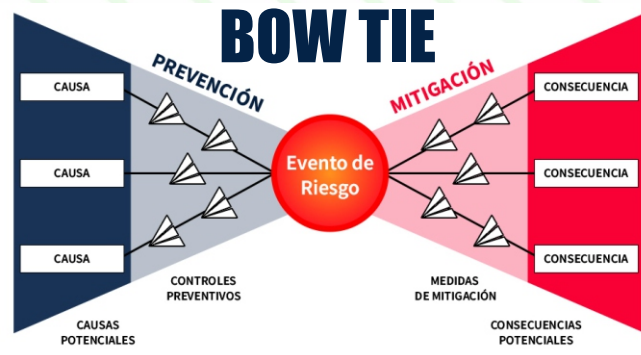 BOW TIE
PREVENCIÓN
MITIGACIÓN
CAUSA
CAUSA
CAUSA
Evento de
Riesgo
CONSECUENCIA
CONSECUENCIA
CONSECUENCIA
CONTROLES
PREVENTIVOS
MEDIDAS
DE MITIGACIÓN
CAUSAS
POTENCIALES
CONSECUENCIAS
POTENCIALES